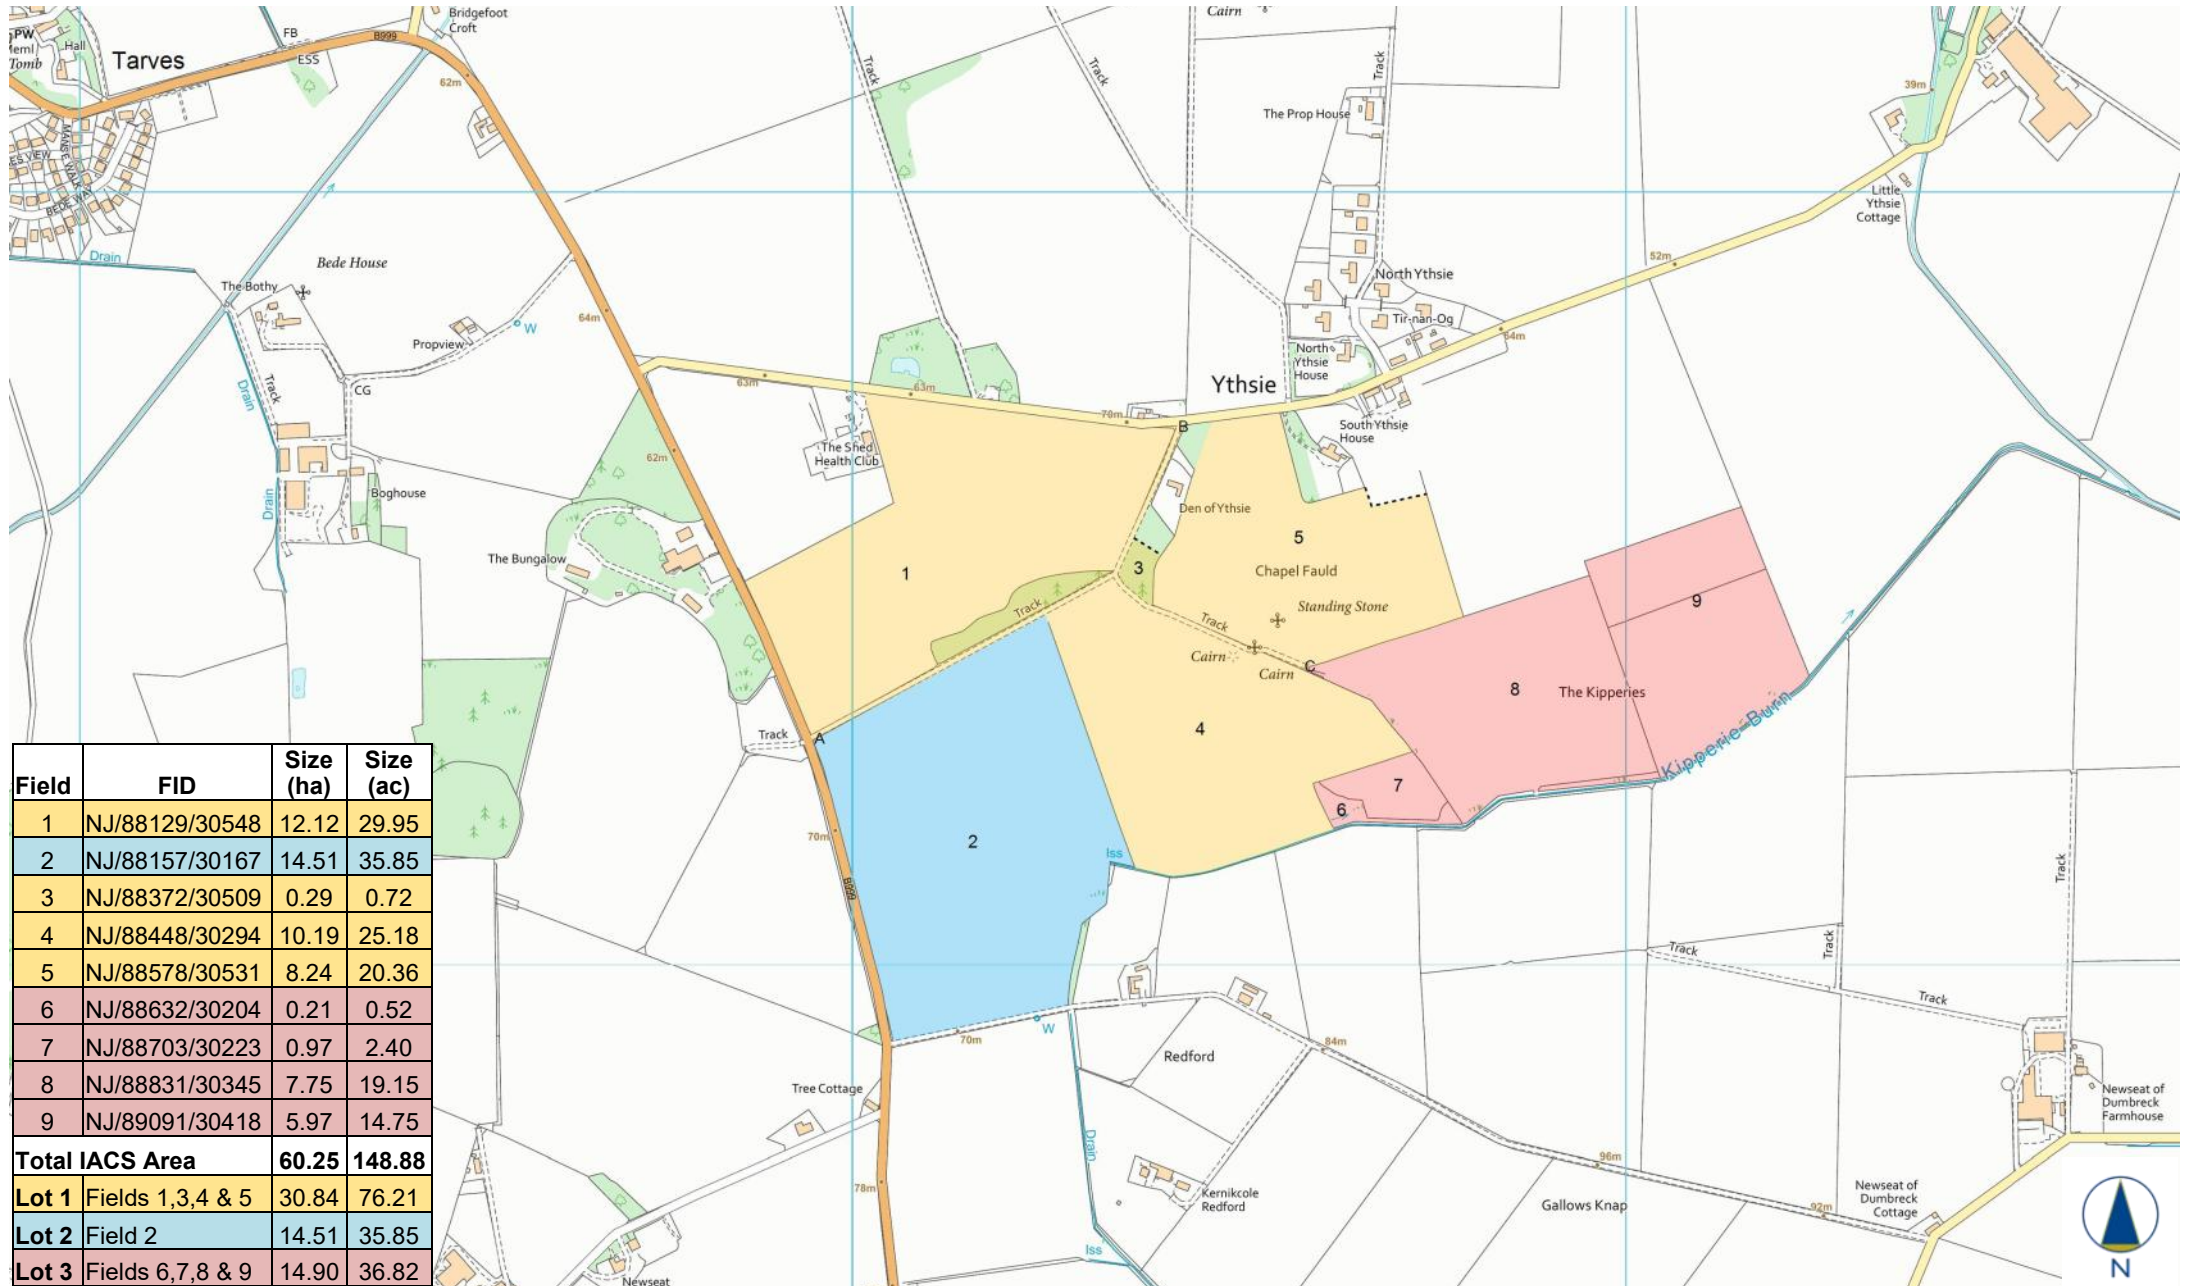 Bridgefoot
Croft
Cairn
PW
Hall
Tomb
Tarves
FB
ESS
B999
62m
Track
Track
Track
39m
The Prop House
MANSE WALK
BEDE WALK
Little
Ythsie
Cottage
Drain
Bede House
The Bothy
64m
52m
North Ythsie
Propview
W
Tir-nan-Og
64m
North
Ythsie
House
Track
Drain
CG
63m
63m
Ythsie
70m
B
South Ythsie
House
The Shed
Health Club
62m
Drain
Boghouse
Den of Ythsie
5
The Bungalow
1
3
Chapel Fauld
9
Track
Standing Stone
Track
Cairn
Cairn
C
8
The Kipperies
4
Track
A
Kipperie Burn
7
6
70m
2
Iss
B999
Track
Track
Track
Track
W
70m
Redford
84m
Tree Cottage
Newseat of
Dumbreck
Farmhouse
Drain
96m
78m
Kernikcole
Redford
Gallows Knap
Newseat of
Dumbreck
Cottage
92m
Iss
Newseat
N
Field FID Size (ha) Size (ac)
1 NJ/88129/30548 12.12 29.95
2 NJ/88157/30167 14.51 35.85
3 NJ/88372/30509 0.29 0.72
4 NJ/88448/30294 10.19 25.18
5 NJ/88578/30531 8.24 20.36
6 NJ/88632/30204 0.21 0.52
7 NJ/88703/30223 0.97 2.40
8 NJ/88831/30345 7.75 19.15
9 NJ/89091/30418 5.97 14.75
Total IACS Area 60.25 148.88
Lot 1 Fields 1,3,4 & 5 30.84 76.21
Lot 2 Field 2 14.51 35.85
Lot 3 Fields 6,7,8 & 9 14.90 36.82